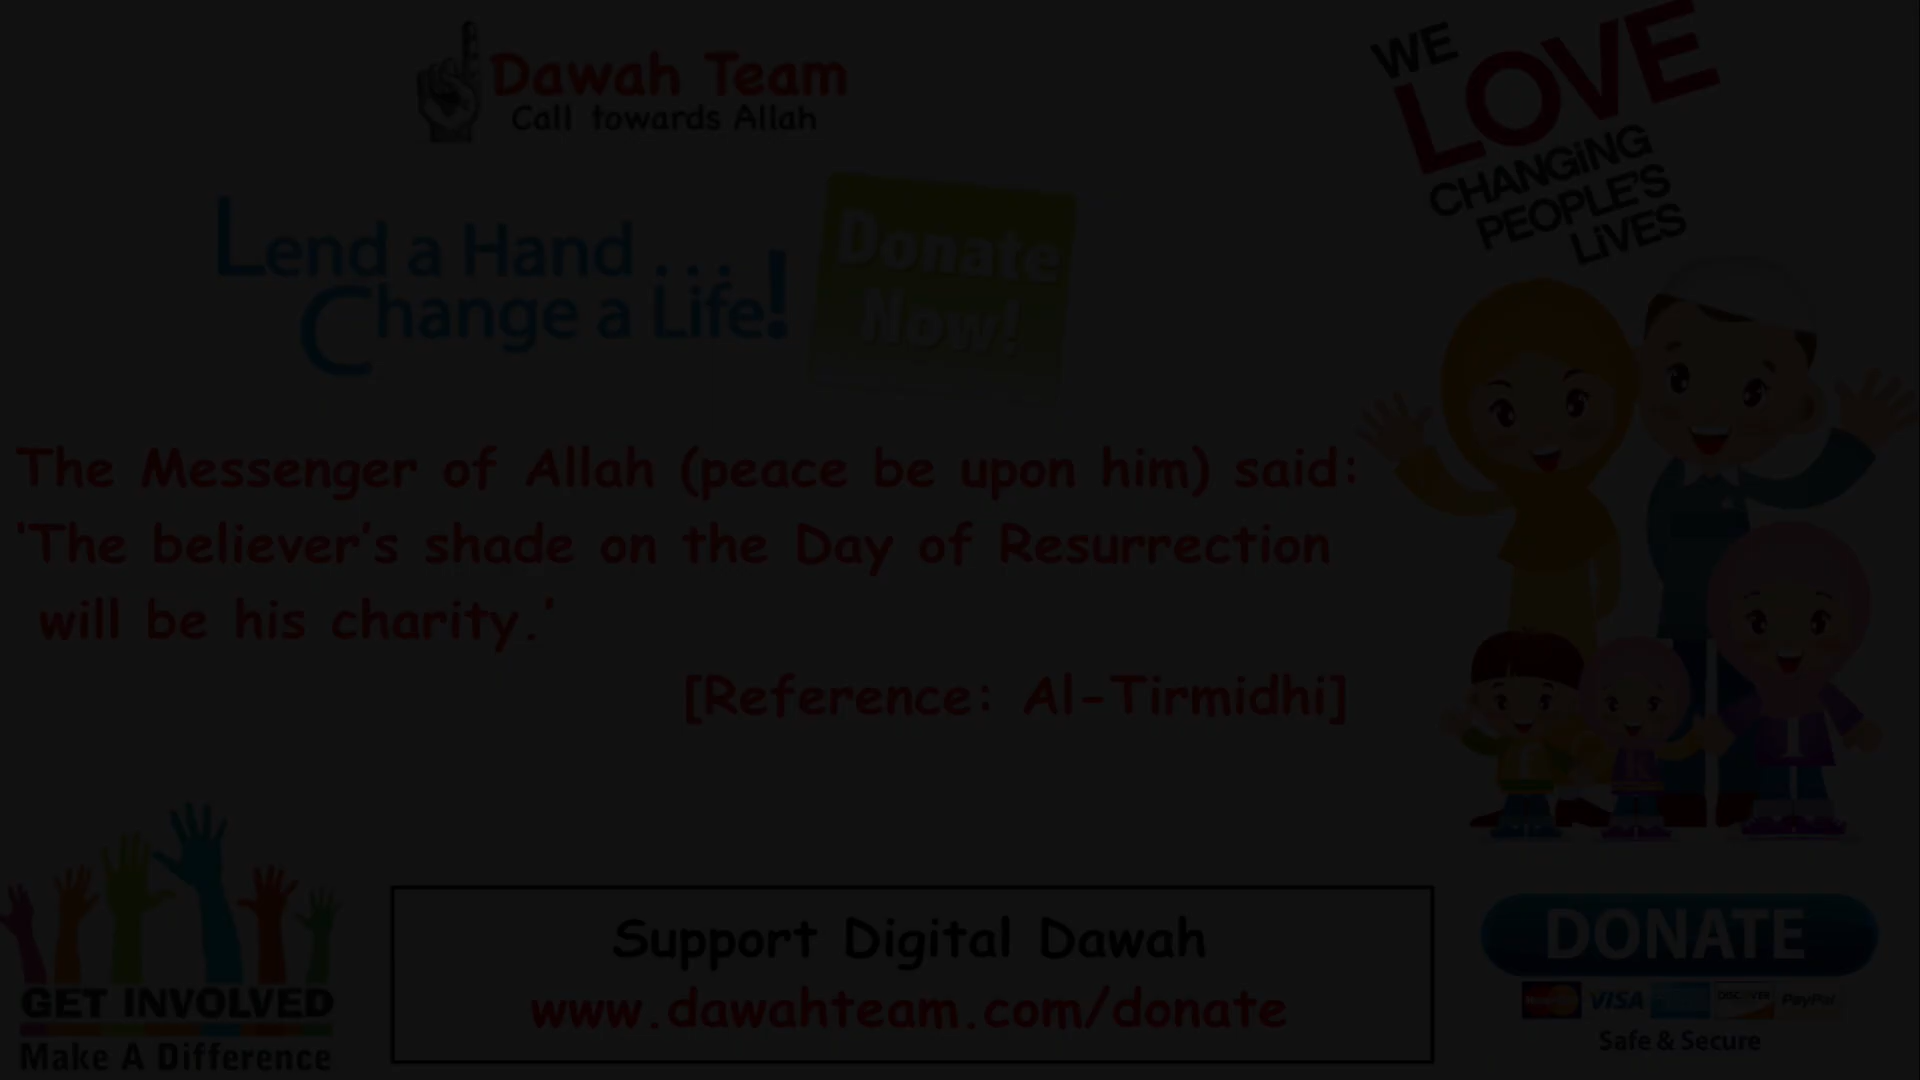 Dawah Team
Call towards Allah
WE
LOVE
CHANGiNG
PEOPLE'S
LiVES
Lend a Hand ...
Change a Life!
Donate
Now!
The Messenger of Allah (peace be upon him) said:
'The believer's shade on the Day of Resurrection
will be his charity.'
[Reference: Al-Tirmidhi]
GET INVOLVED
Make A Difference
Support Digital Dawah
www.dawahteam.com/donate
DONATE
VISA
DISCOVER
PayPal
Safe & Secure